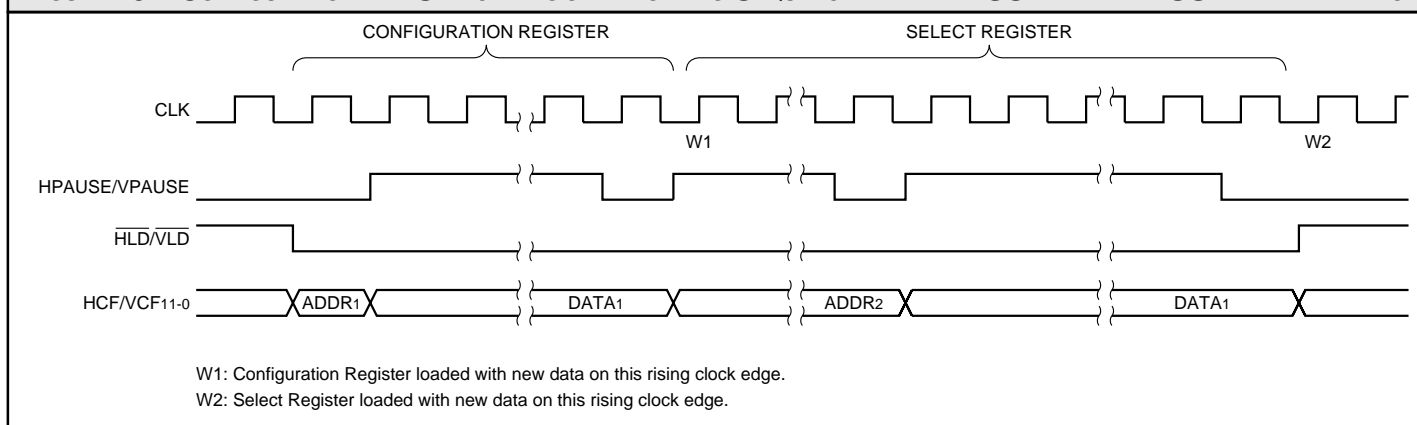 CONFIGURATION REGISTER SELECT REGISTER
CLK
W1 W2
HPAUSE/VPAUSE
HLD/VLD
HCF/VCF11-0 ADDR1 DATA1 ADDR2 DATA1
W1: Configuration Register loaded with new data on this rising clock edge.
W2: Select Register loaded with new data on this rising clock edge.